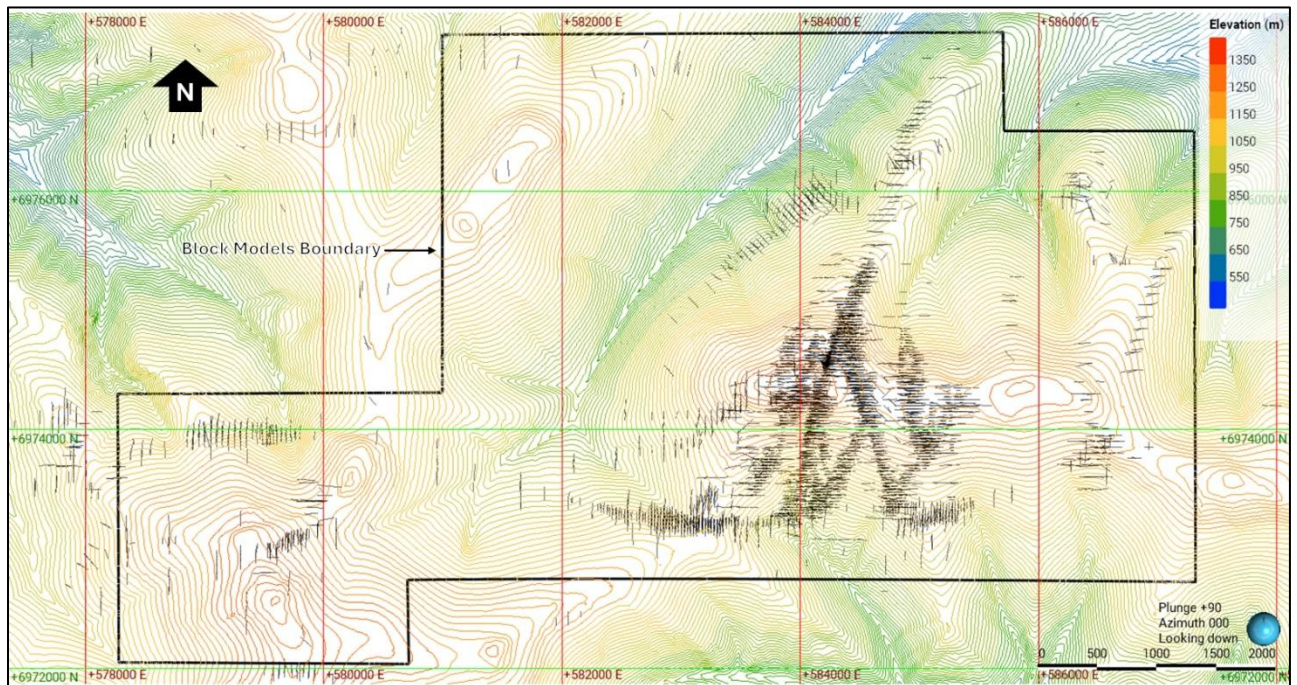 +578000 E
+580000 E
+582000 E
+584000 E
+586000 E
Elevation (m)
1350
1250
1150
1050
950
850
750
650
550
N
+6976000 N
+6976000 N
Block Models Boundary
+6974000 N
+6974000 N
Plunge +90
Azimuth 000
Looking down
0 500 1000 1500 2000
+6972000 N
+578000 E
+580000 E
+582000 E
+584000 E
+586000 E
+6972000 N